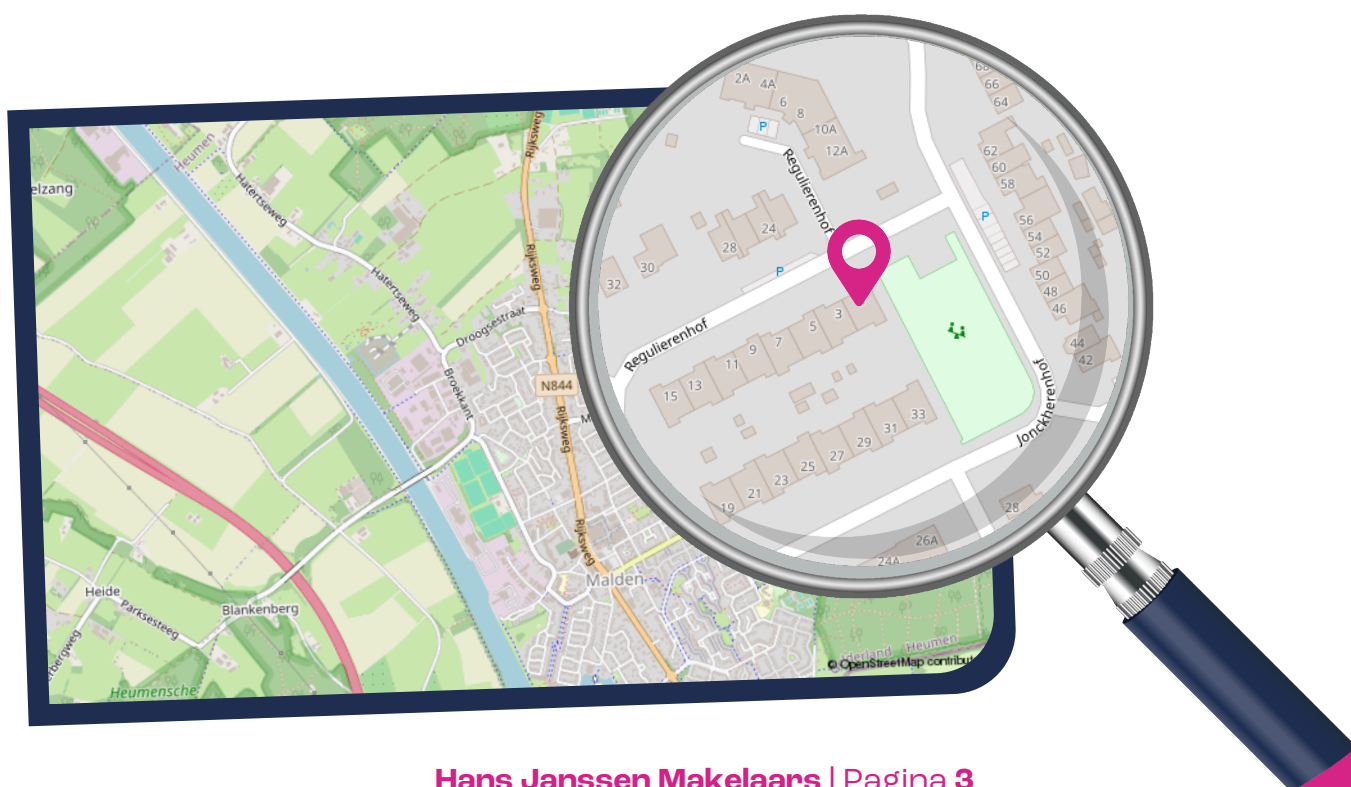 elzang
Heumen
Hatertseweg
Hatertseweg
Rijksweg
Rijksweg
Droogsestraat
Broekkant
N844
Rijksweg
Rijksweg
Malden
Heide
Parksesteeg
Blankenberg
Heumensche
Heumen
© OpenStreetMap contribut
2A
4A
6
8
10A
12A
P
Regulierenhof
66
64
62
60
58
56
54
52
50
48
46
44
42
P
24
28
30
32
P
Regulierenhof
3
5
7
9
11
13
15
33
31
29
27
25
23
21
19
Jonckherenhof
28
26A
24A
Hans Janssen Makelaars | Pagina 3